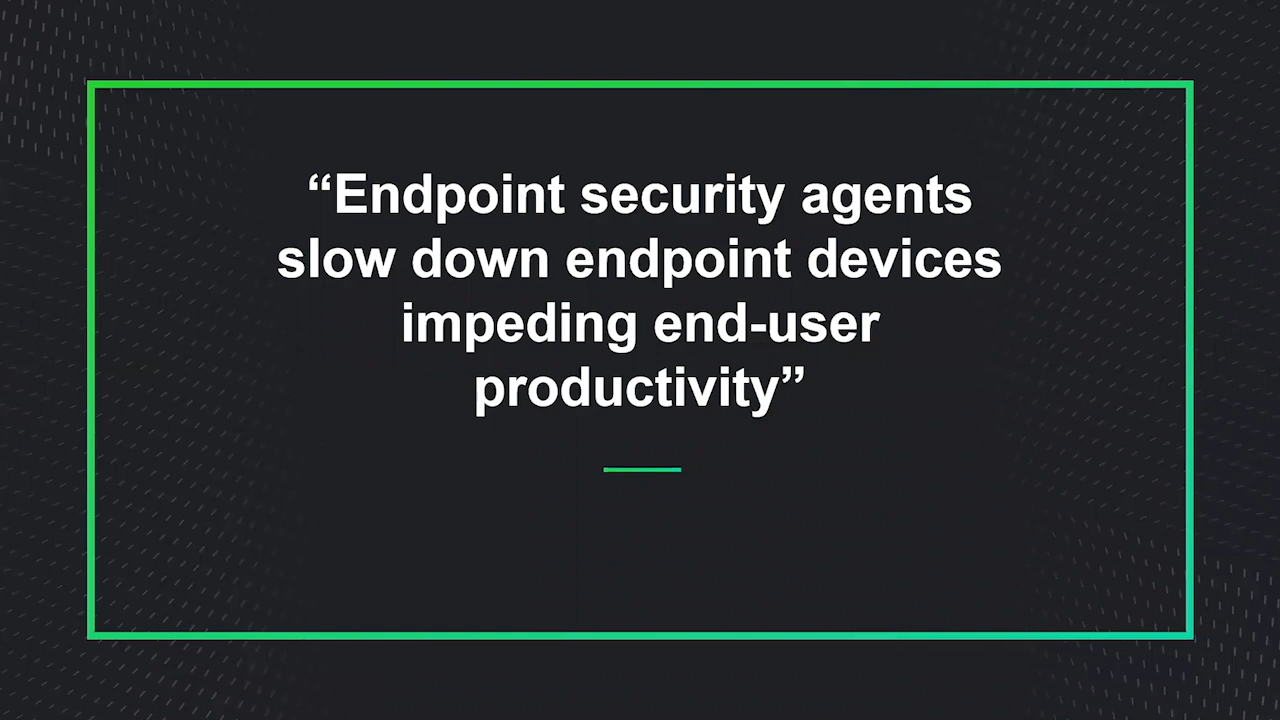 “Endpoint security agents
slow down endpoint devices
impeding end-user
productivity”